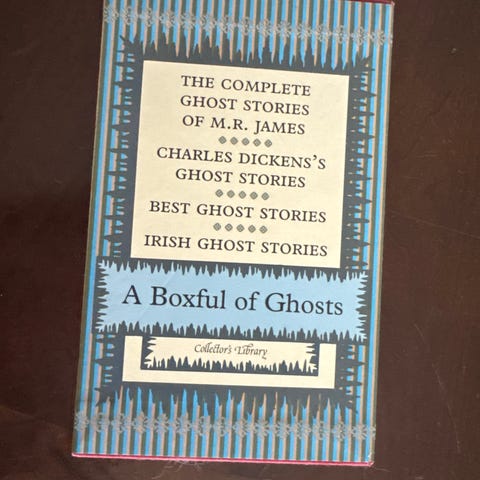 THE COMPLETE
GHOST STORIES
OF M.R. JAMES
CHARLES DICKENS'S
GHOST STORIES
BEST GHOST STORIES
IRISH GHOST STORIES
A Boxful of Ghosts
Collector's Library